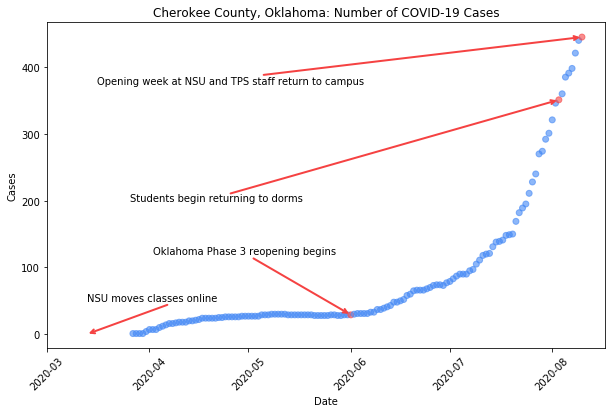 Cherokee County, Oklahoma: Number of COVID-19 Cases
Opening week at NSU and TPS staff return to campus
Students begin returning to dorms
Oklahoma Phase 3 reopening begins
NSU moves classes online
Cases
400
300
200
100
0
2020-03
2020-04
2020-05
2020-06
2020-07
2020-08
Date